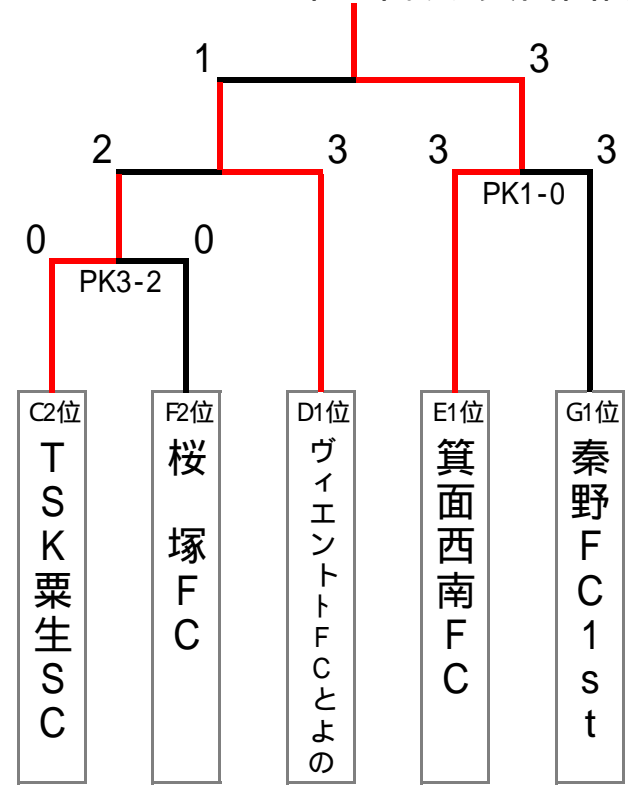 1 3
2 3 3 3
PK1-0
0 0
PK3-2
C2位
TSK粟生SC
F2位
桜 塚FC
D1位
ヴィエントトFCとよの
E1位
箕面西南FC
G1位
秦野FC1st